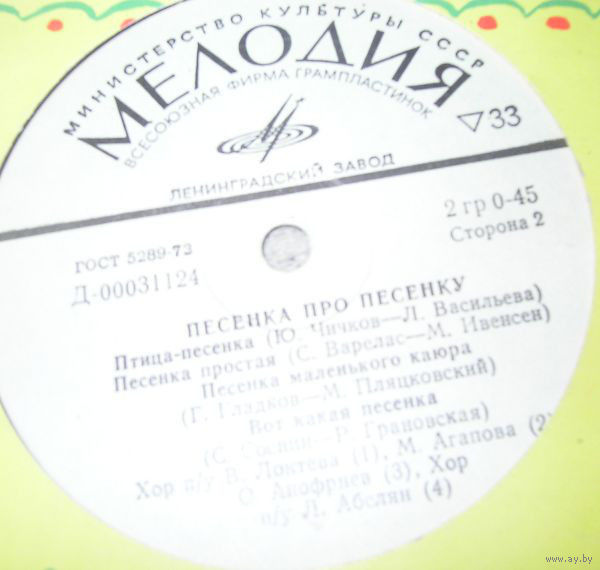 МИНИСТЕРСТВО КУЛЬТУРЫ СССР
МЕЛОДИЯ
ВСЕСОЮЗНАЯ ФИРМА ГРАМПЛАСТИНОК
33
ЛЕНИНГРАДСКИЙ ЗАВОД
ГОСТ 5289-73
2 гр 0-45
Д-00031124
Сторона 2
ПЕСЕНКА ПРО ПЕСЕНКУ
Птица-песенка (Ю. Чичков—Л. Васильева)
Песенка простая (С. Варелас—М. Ивенсен)
Песенка маленького каюра
(Г. Гладков—М. Пляцковский)
Вот какая песенка
(С. Соснин—Р. Грановская)
Хор п/у В. Локтева (1), М. Агапова (2)
О. Анофриев (3), Хор
п/у Л. Абелян (4)
www.ay.by